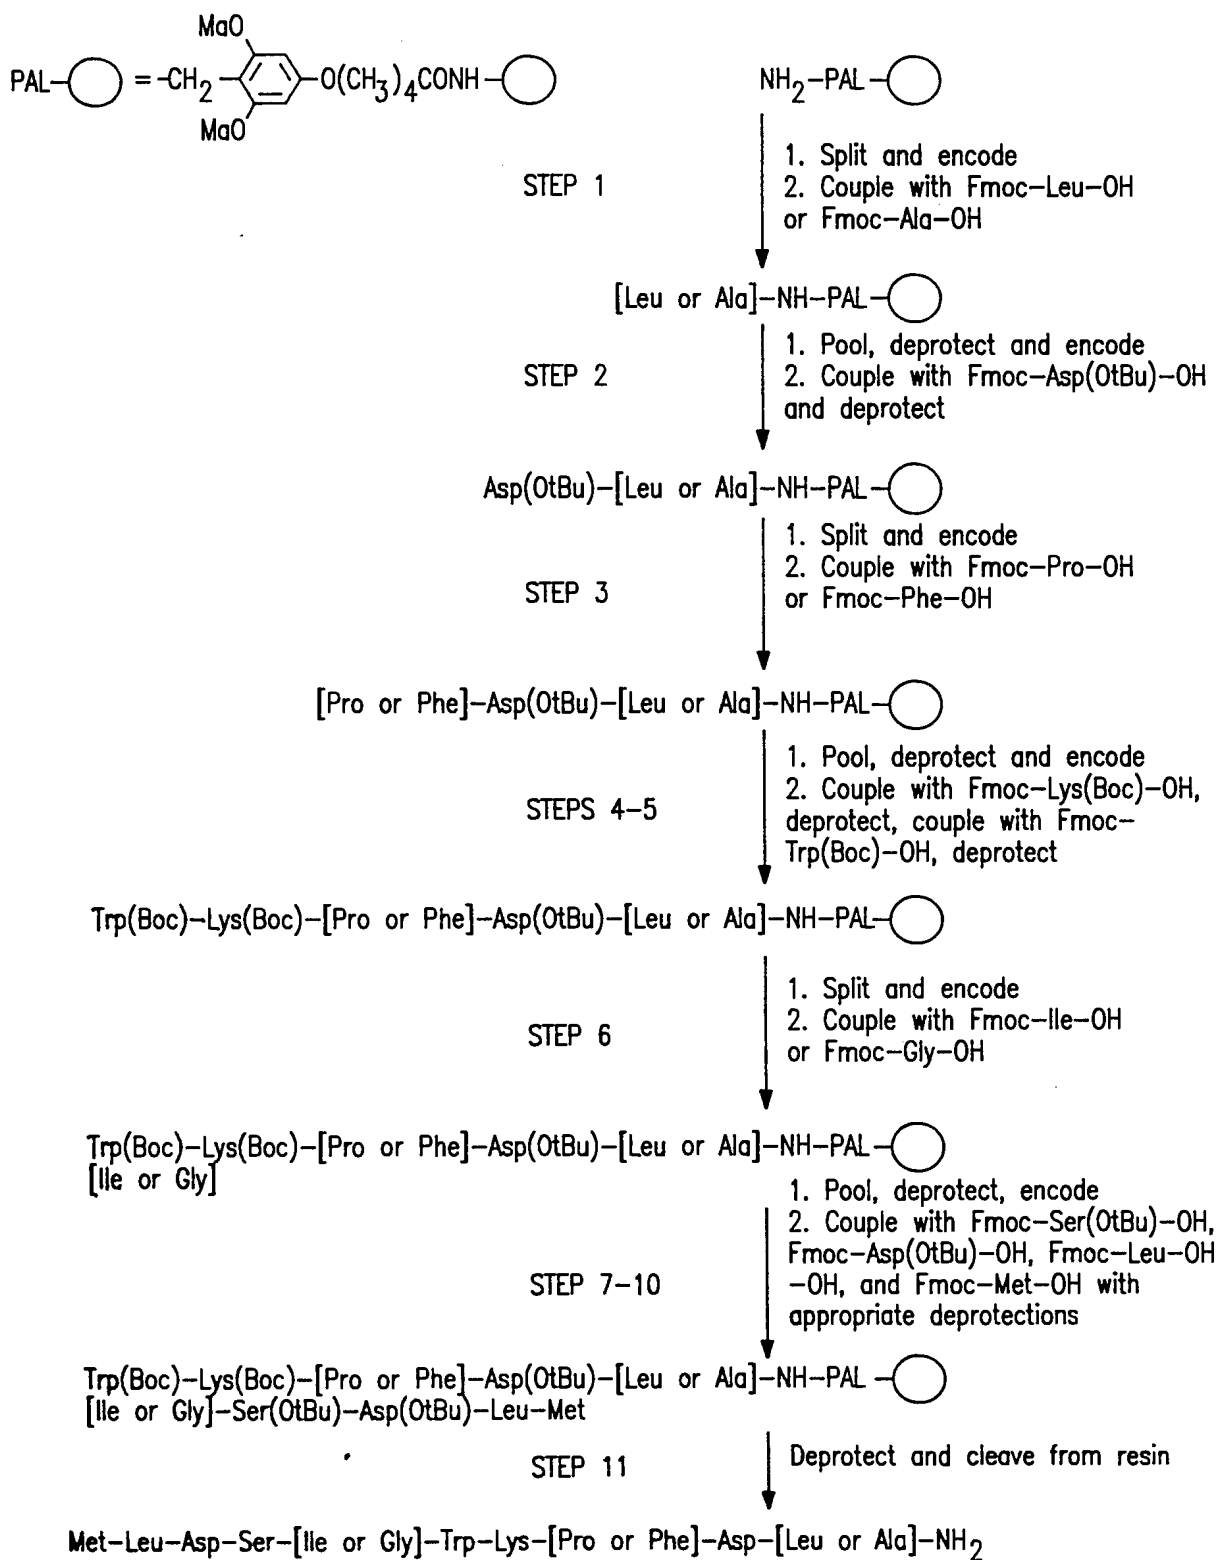 MaO
PAL–◯ = –CH2– –O(CH3)4CONH–◯
MaO
NH2–PAL–◯
STEP 1
1. Split and encode
2. Couple with Fmoc–Leu–OH
or Fmoc–Ala–OH
[Leu or Ala]–NH–PAL–◯
STEP 2
1. Pool, deprotect and encode
2. Couple with Fmoc–Asp(OtBu)–OH
and deprotect
Asp(OtBu)–[Leu or Ala]–NH–PAL–◯
STEP 3
1. Split and encode
2. Couple with Fmoc–Pro–OH
or Fmoc–Phe–OH
[Pro or Phe]–Asp(OtBu)–[Leu or Ala]–NH–PAL–◯
STEPS 4–5
1. Pool, deprotect and encode
2. Couple with Fmoc–Lys(Boc)–OH,
deprotect, couple with Fmoc–
Trp(Boc)–OH, deprotect
Trp(Boc)–Lys(Boc)–[Pro or Phe]–Asp(OtBu)–[Leu or Ala]–NH–PAL–◯
STEP 6
1. Split and encode
2. Couple with Fmoc–Ile–OH
or Fmoc–Gly–OH
Trp(Boc)–Lys(Boc)–[Pro or Phe]–Asp(OtBu)–[Leu or Ala]–NH–PAL–◯
[Ile or Gly]
STEP 7–10
1. Pool, deprotect, encode
2. Couple with Fmoc–Ser(OtBu)–OH,
Fmoc–Asp(OtBu)–OH, Fmoc–Leu–OH
–OH, and Fmoc–Met–OH with
appropriate deprotections
Trp(Boc)–Lys(Boc)–[Pro or Phe]–Asp(OtBu)–[Leu or Ala]–NH–PAL–◯
[Ile or Gly]–Ser(OtBu)–Asp(OtBu)–Leu–Met
STEP 11
Deprotect and cleave from resin
Met–Leu–Asp–Ser–[Ile or Gly]–Trp–Lys–[Pro or Phe]–Asp–[Leu or Ala]–NH2